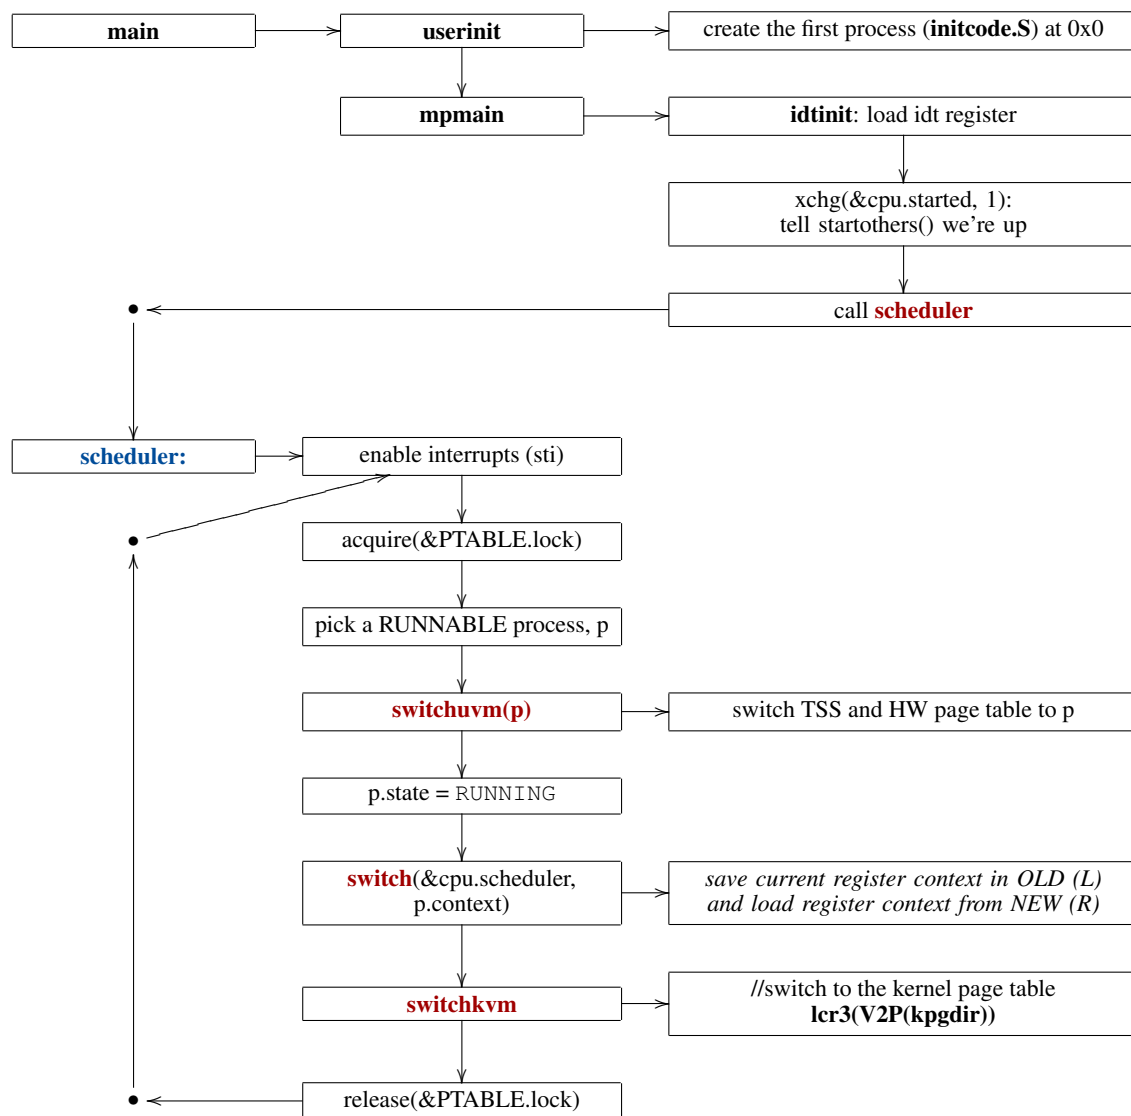 main
userinit
create the first process (initcode.S) at 0x0
mpmain
idtinit: load idt register
xchg(&cpu.started, 1):
tell startothers() we're up
call scheduler
scheduler:
enable interrupts (sti)
acquire(&PTABLE.lock)
pick a RUNNABLE process, p
switchuvm(p)
switch TSS and HW page table to p
p.state = RUNNING
switch(&cpu.scheduler,
p.context)
save current register context in OLD (L)
and load register context from NEW (R)
switchkvm
//switch to the kernel page table
lcr3(V2P(kpgdir))
release(&PTABLE.lock)